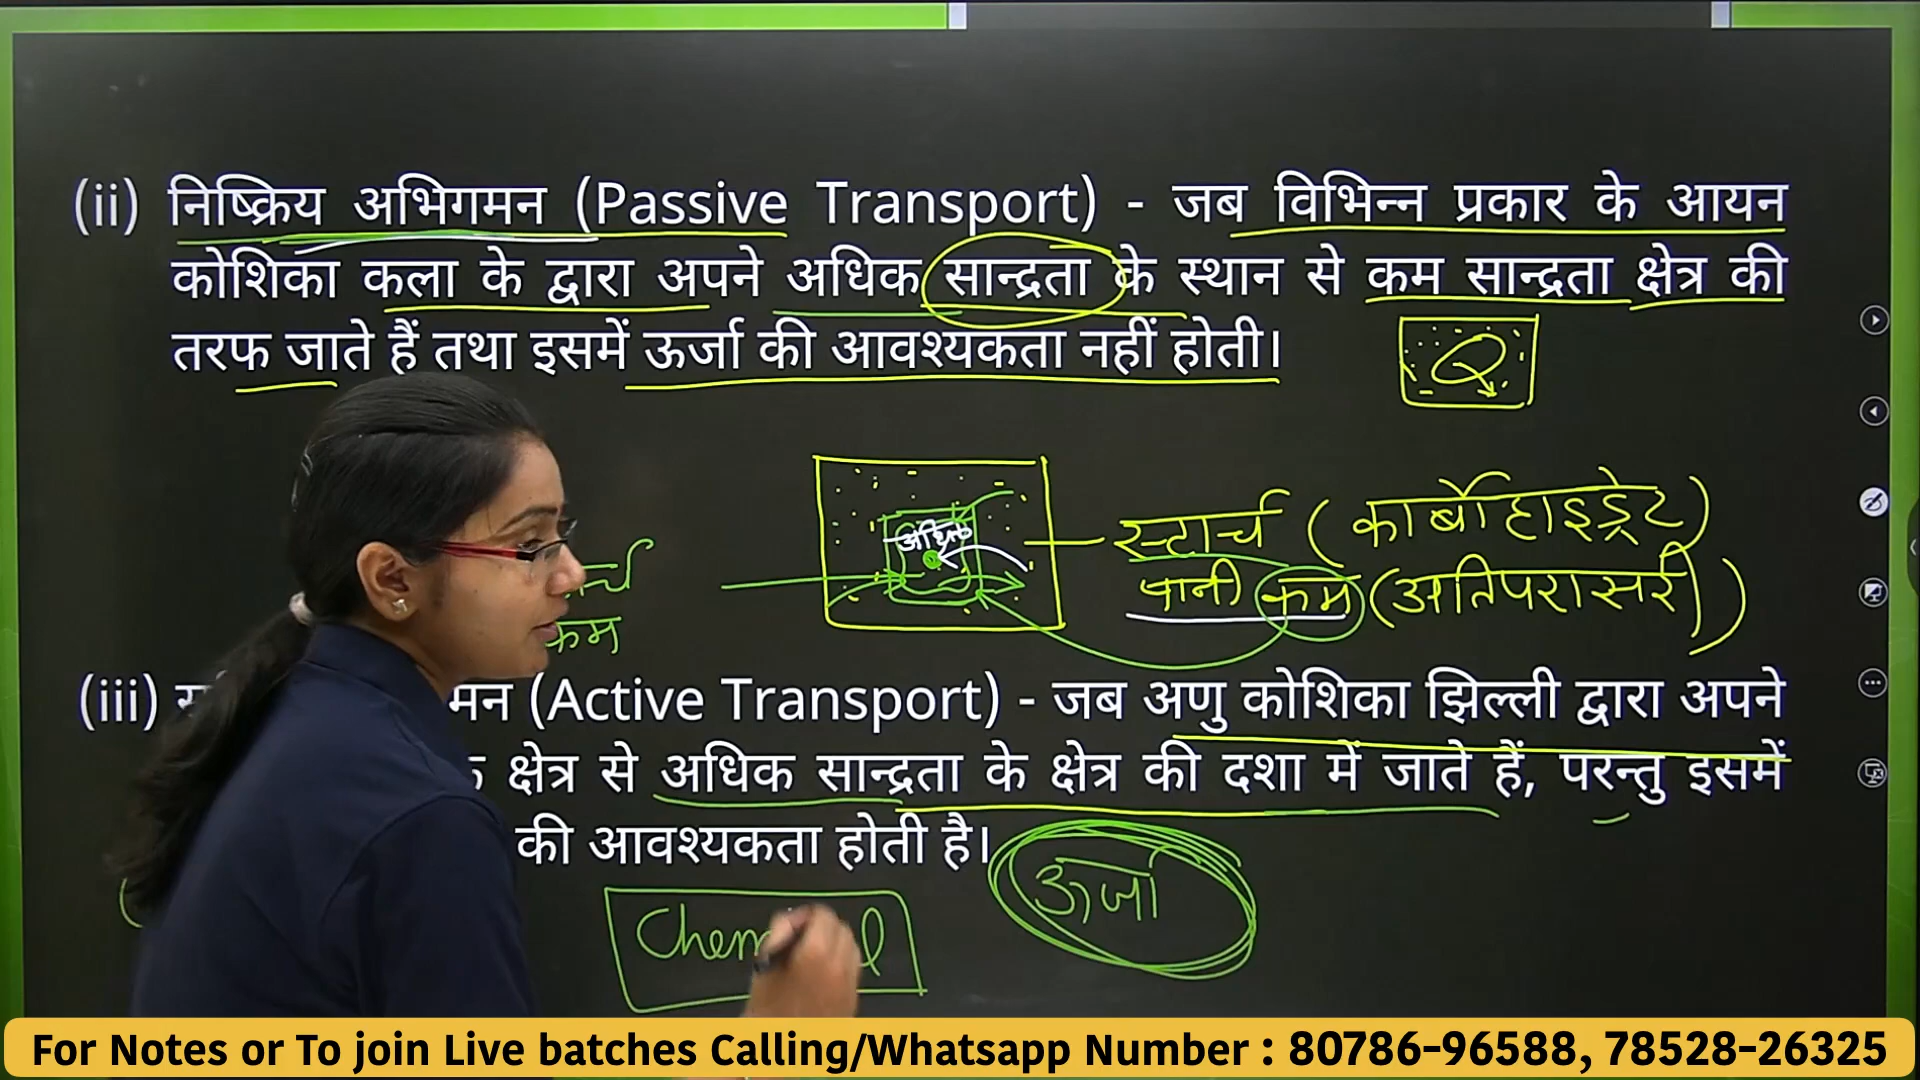 (ii) निष्क्रिय अभिगमन (Passive Transport) - जब विभिन्न प्रकार के आयन
कोशिका कला के द्वारा अपने अधिक सान्द्रता के स्थान से कम सान्द्रता क्षेत्र की
तरफ जाते हैं तथा इसमें ऊर्जा की आवश्यकता नहीं होती।
अधिक
स्टार्च (कार्बोहाइड्रेट)
पानी कम (अतिपरासरी)
कम
(iii) मन (Active Transport) - जब अणु कोशिका झिल्ली द्वारा अपने
क्षेत्र से अधिक सान्द्रता के क्षेत्र की दशा में जाते हैं, परन्तु इसमें
की आवश्यकता होती है।
ऊर्जा
For Notes or To join Live batches Calling/Whatsapp Number : 80786-96588, 78528-26325